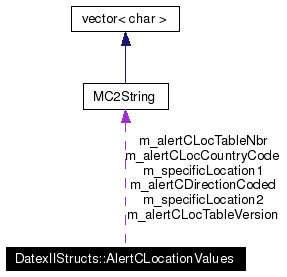 vector< char >
MC2String
m_alertCLocTableNbr
m_alertCLocCountryCode
m_specificLocation1
m_alertCDirectionCoded
m_specificLocation2
m_alertCLocTableVersion
DatexIIStructs::AlertCLocationValues